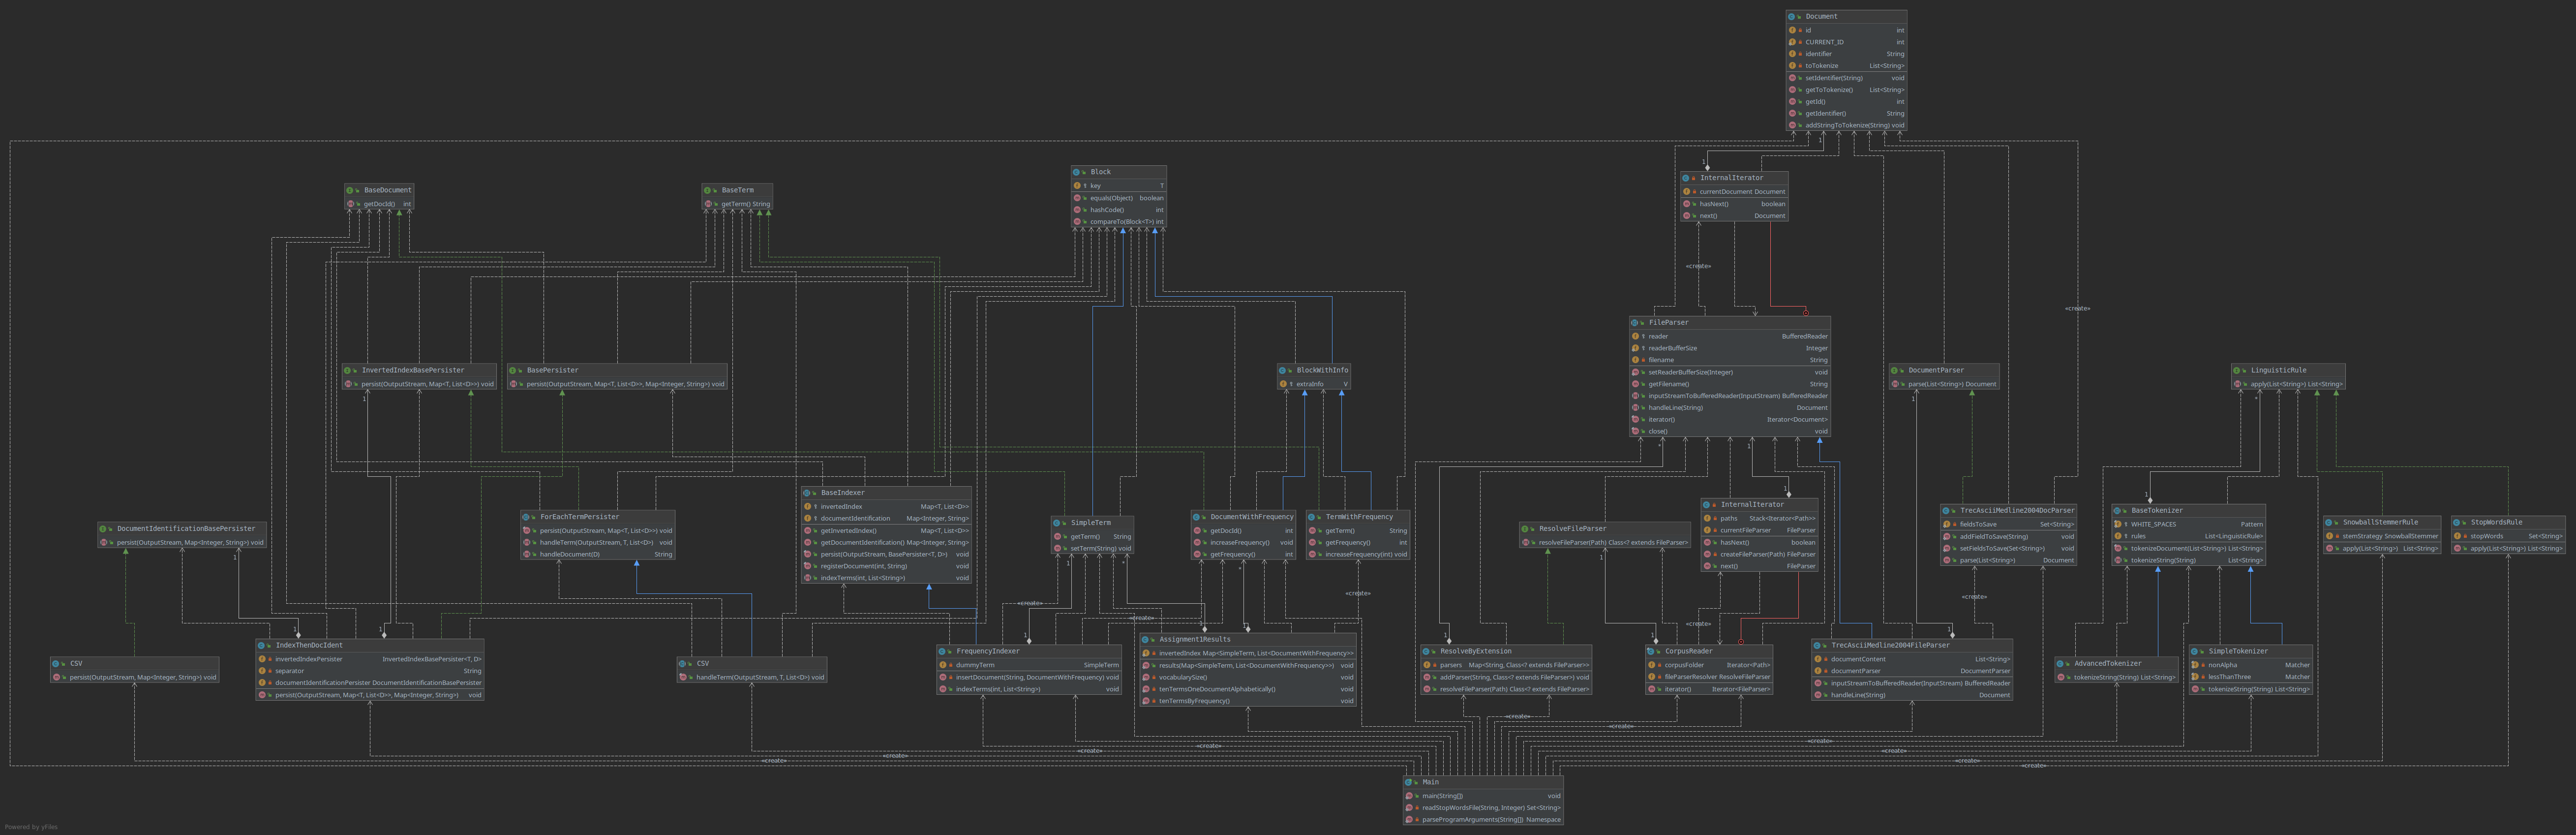 Document
id int
CURRENT_ID int
identifier String
toTokenize List<String>
setIdentifier(String) void
getToTokenize() List<String>
getId() int
getIdentifier() String
addStringToTokenize(String) void
1
1
InternalIterator
currentDocument Document
hasNext() boolean
next() Document
BaseDocument
getDocId() int
BaseTerm
getTerm() String
Block
key T
equals(Object) boolean
hashCode() int
compareTo(Block<T>) int
«create»
«create»
FileParser
reader BufferedReader
readerBufferSize Integer
filename String
setReaderBufferSize(Integer) void
getFilename() String
inputStreamToBufferedReader(InputStream) BufferedReader
handleLine(String) Document
iterator() Iterator<Document>
close() void
InvertedIndexBasePersister
persist(OutputStream, Map<T, List<D>>) void
BasePersister
persist(OutputStream, Map<T, List<D>>, Map<Integer, String>) void
BlockWithInfo
extraInfo V
DocumentParser
parse(List<String>) Document
LinguisticRule
apply(List<String>) List<String>
1
1
*
*
1
1
1
DocumentIdentificationBasePersister
persist(OutputStream, Map<Integer, String>) void
ForEachTermPersister
persist(OutputStream, Map<T, List<D>>) void
handleTerm(OutputStream, T, List<D>) void
handleDocument(D) String
BaseIndexer
invertedIndex Map<T, List<D>>
documentIdentification Map<Integer, String>
getInvertedIndex() Map<T, List<D>>
getDocumentIdentification() Map<Integer, String>
persist(OutputStream, BasePersister<T, D>) void
registerDocument(int, String) void
indexTerms(int, List<String>) void
SimpleTerm
getTerm() String
setTerm(String) void
DocumentWithFrequency
getDocId() int
increaseFrequency() void
getFrequency() int
TermWithFrequency
getTerm() String
getFrequency() int
increaseFrequency(int) void
ResolveFileParser
resolveFileParser(Path) Class<? extends FileParser>
InternalIterator
paths Stack<Iterator<Path>>
currentFileParser FileParser
hasNext() boolean
createFileParser(Path) FileParser
next() FileParser
TrecAsciiMedline2004DocParser
fieldsToSave Set<String>
addFieldToSave(String) void
setFieldsToSave(Set<String>) void
parse(List<String>) Document
BaseTokenizer
WHITE_SPACES Pattern
rules List<LinguisticRule>
tokenizeDocument(List<String>) List<String>
tokenizeString(String) List<String>
SnowballStemmerRule
stemStrategy SnowballStemmer
apply(List<String>) List<String>
StopWordsRule
stopWords Set<String>
apply(List<String>) List<String>
1
1
*
*
1
«create»
«create»
«create»
«create»
«create»
1
1
1
1
1
1
1
CSV
persist(OutputStream, Map<Integer, String>) void
IndexThenDocIdent
invertedIndexPersister InvertedIndexBasePersister<T, D>
separator String
documentIdentificationPersister DocumentIdentificationBasePersister
persist(OutputStream, Map<T, List<D>>, Map<Integer, String>) void
CSV
handleTerm(OutputStream, T, List<D>) void
FrequencyIndexer
dummyTerm SimpleTerm
insertDocument(String, DocumentWithFrequency) void
indexTerms(int, List<String>) void
Assignment1Results
invertedIndex Map<SimpleTerm, List<DocumentWithFrequency>>
results(Map<SimpleTerm, List<DocumentWithFrequency>>) void
vocabularySize() void
tenTermsOneDocumentAlphabetically() void
tenTermsByFrequency() void
ResolveByExtension
parsers Map<String, Class<? extends FileParser>>
addParser(String, Class<? extends FileParser>) void
resolveFileParser(Path) Class<? extends FileParser>
CorpusReader
corpusFolder Iterator<Path>
fileParserResolver ResolveFileParser
iterator() Iterator<FileParser>
TrecAsciiMedline2004FileParser
documentContent List<String>
documentParser DocumentParser
inputStreamToBufferedReader(InputStream) BufferedReader
handleLine(String) Document
AdvancedTokenizer
tokenizeString(String) List<String>
SimpleTokenizer
nonAlpha Matcher
lessThanThree Matcher
tokenizeString(String) List<String>
«create»
«create»
«create»
«create»
«create»
«create»
«create»
«create»
«create»
«create»
Main
main(String[]) void
readStopWordsFile(String, Integer) Set<String>
parseProgramArguments(String[]) Namespace
Powered by yFiles